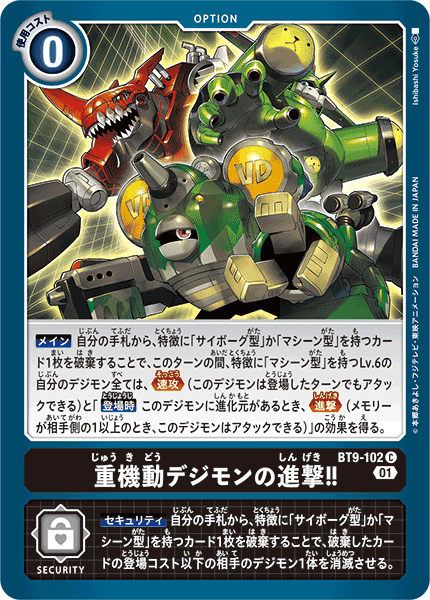 使用コスト
0
OPTION
Ishibashi Yosuke
©本郷あきよし・フジテレビ・東映アニメーション BANDAI MADE IN JAPAN
VD
VD
メイン 自分の手札から、特徴に「サイボーグ型」か「マシーン型」を持つカー
ド1枚を破棄することで、このターンの間、特徴に「マシーン型」を持つLv.6の
自分のデジモン全ては、速攻（このデジモンは登場したターンでもアタッ
クできる）と「登場時 このデジモンに進化元があるとき、進撃（メモリー
が相手側の1以上のとき、このデジモンはアタックできる）」の効果を得る。
じゅうきどう しんげき
重機動デジモンの進撃!!
BT9-102 C
01
SECURITY
セキュリティ 自分の手札から、特徴に「サイボーグ型」か「マ
シーン型」を持つカード1枚を破棄することで、破棄したカー
ドの登場コスト以下の相手のデジモン1体を消滅させる。